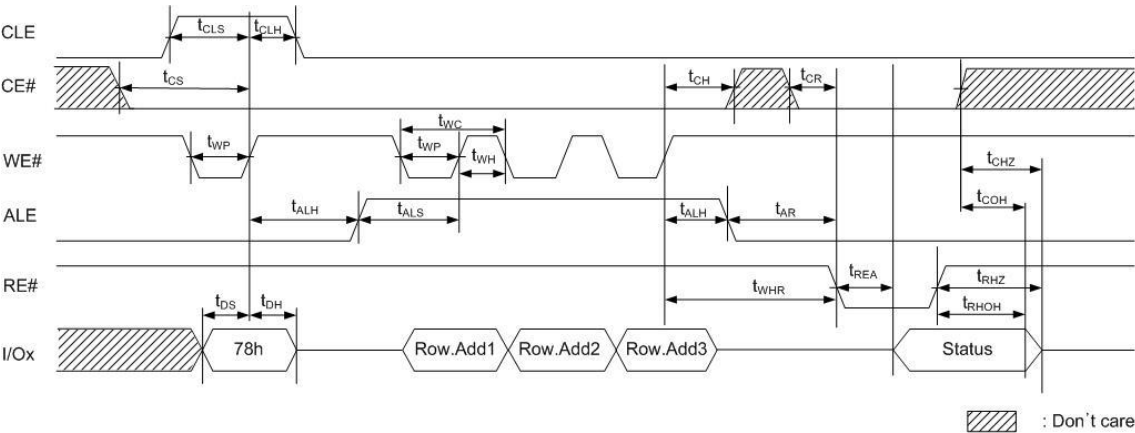 CLE tCLS tCLH
CE# tCS tCH tCR
WE# tWP tWC tWP tWH tCHZ
ALE tALH tALS tALH tAR tCOH
RE# tDS tDH tWHR tREA tRHZ tRHOH
I/Ox 78h Row.Add1 Row.Add2 Row.Add3 Status
: Don't care